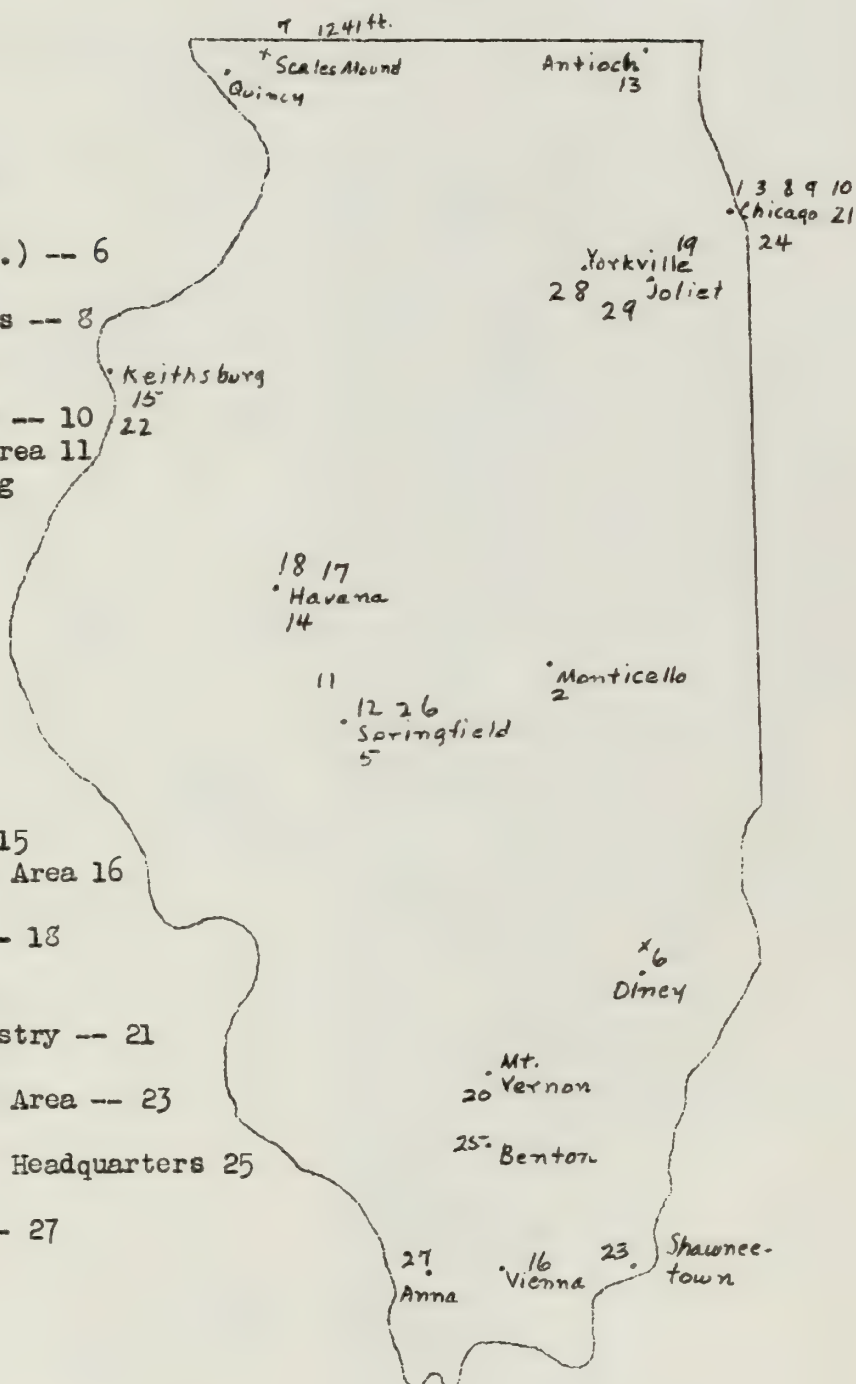 7 1241 ft.
Scales Mound
Antioch
13
Quincy
1 3 8 9 10
Chicago 21
24
.) -- 6
19
Yorkville
28 Joliet
29
s -- 8
Keithsburg
15
22
-- 10
rea 11
g
18 17
Havana
14
Monticello
2
11
12 26
Springfield
5
15
Area 16
- 18
6
Olney
stry -- 21
Mt.
20 Vernon
Area -- 23
25 Benton
Headquarters 25
- 27
27
Anna
16
Vienna
23 Shawnee-
town